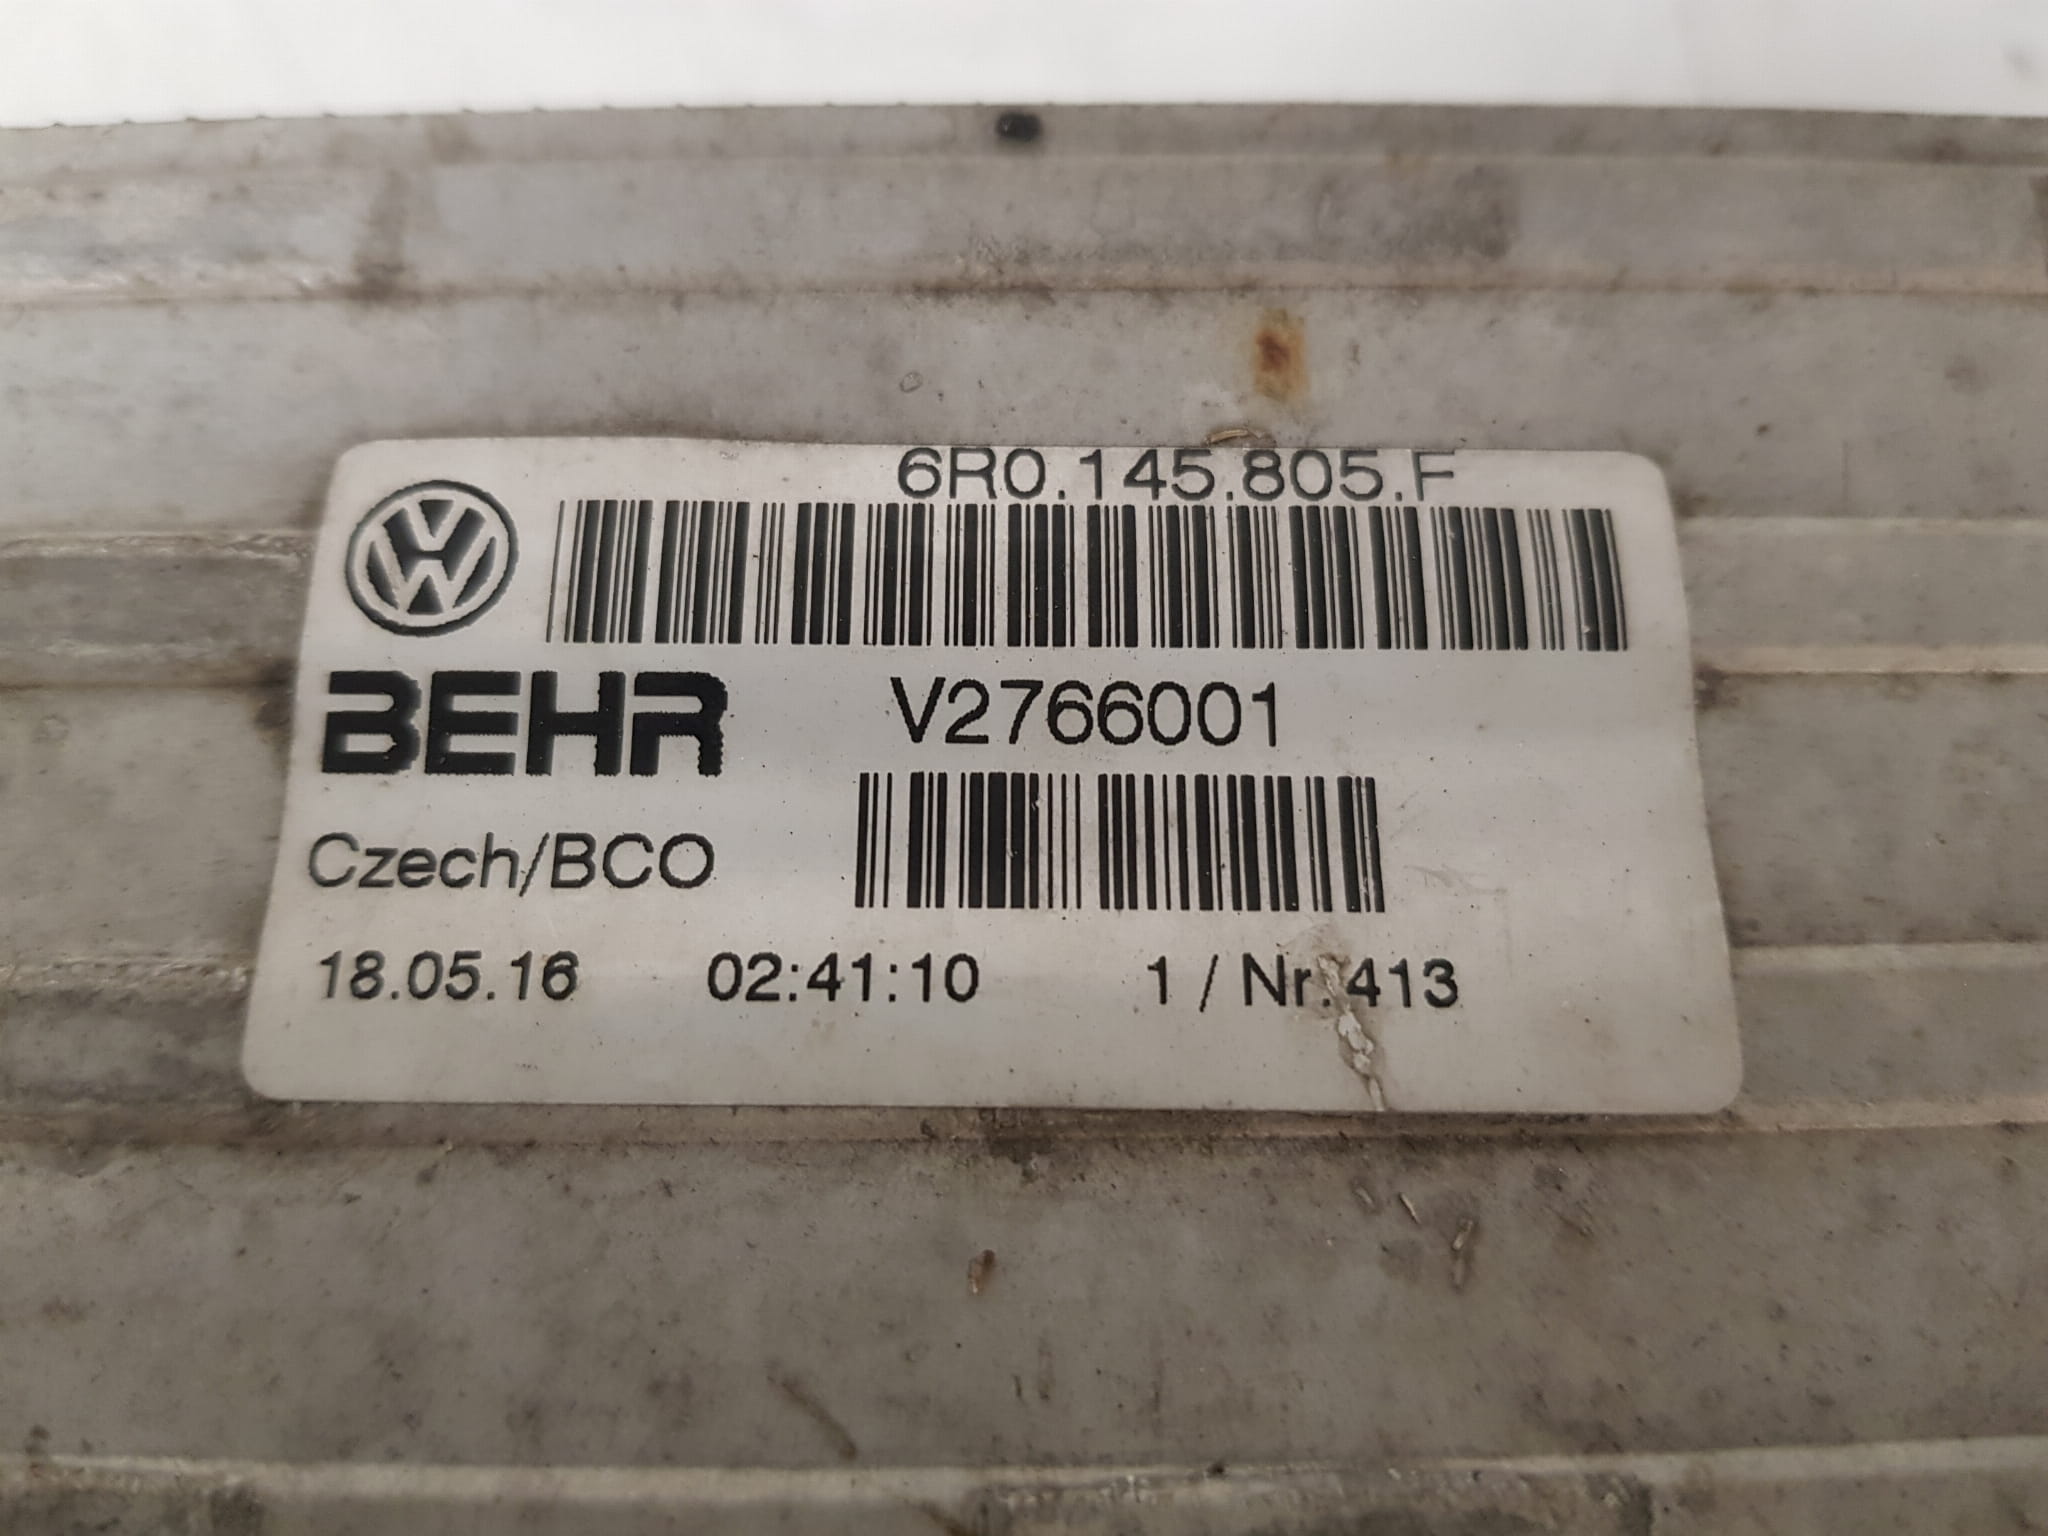 6R0.145.805.F
BEHR
V2766001
Czech/BCO
18.05.16 02:41:10 1 / Nr. 413